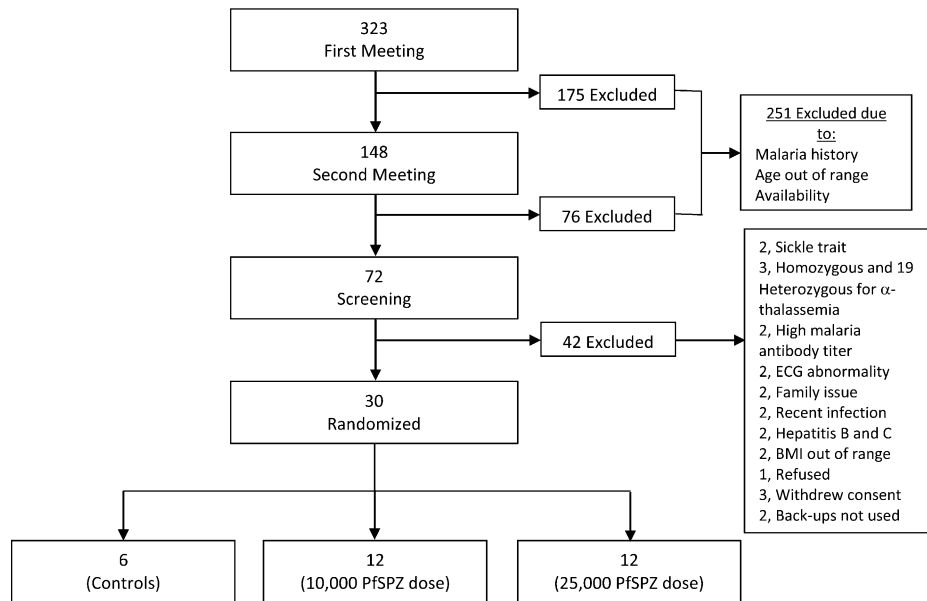 323
First Meeting
175 Excluded
251 Excluded due
to:
Malaria history
Age out of range
Availability
148
Second Meeting
76 Excluded
72
Screening
42 Excluded
2, Sickle trait
3, Homozygous and 19
Heterozygous for α-
thalassemia
2, High malaria
antibody titer
2, ECG abnormality
2, Family issue
2, Recent infection
2, Hepatitis B and C
2, BMI out of range
1, Refused
3, Withdrew consent
2, Back-ups not used
30
Randomized
6
(Controls)
12
(10,000 PfSPZ dose)
12
(25,000 PfSPZ dose)